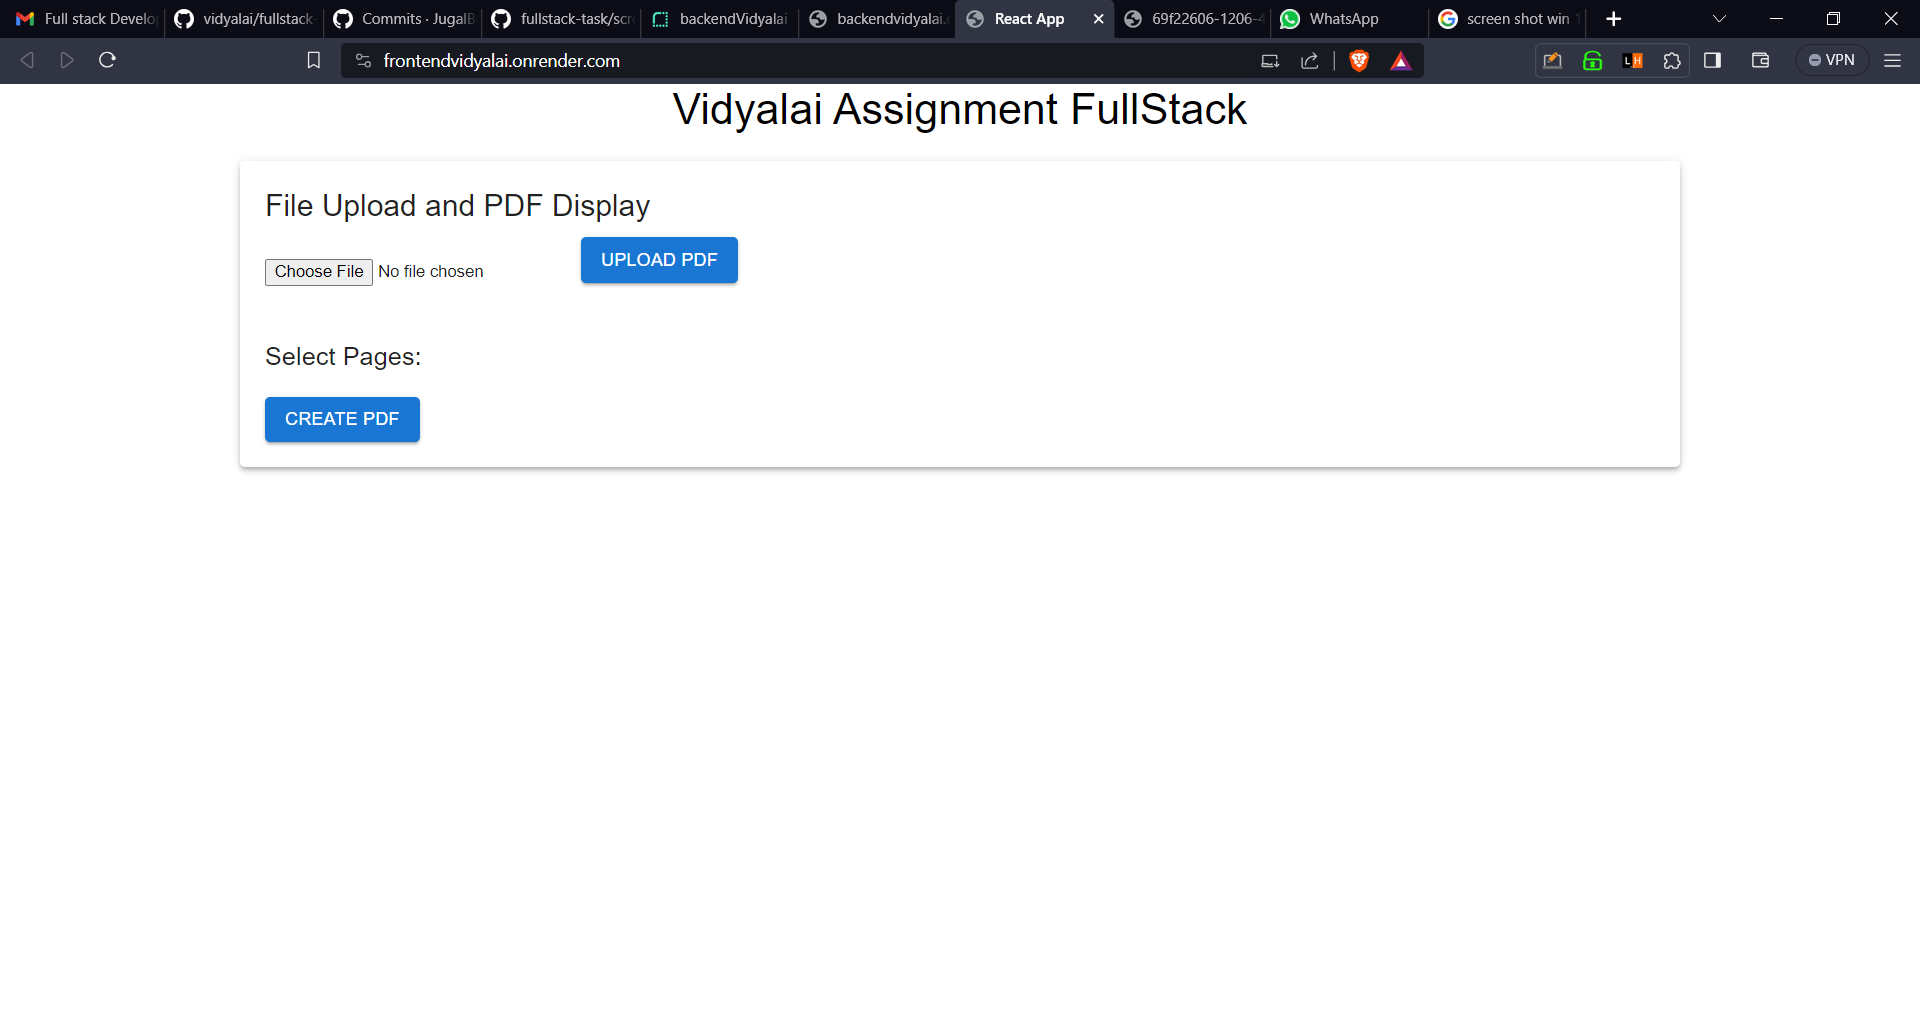 Full stack Develo
vidyalai/fullstack-
Commits · JugalB
fullstack-task/scr
backendVidyalai
backendvidyalai.
React App
69f22606-1206-4
WhatsApp
screen shot win
frontendvidyalai.onrender.com
LH
VPN
Vidyalai Assignment FullStack
File Upload and PDF Display
Choose File No file chosen
UPLOAD PDF
Select Pages:
CREATE PDF